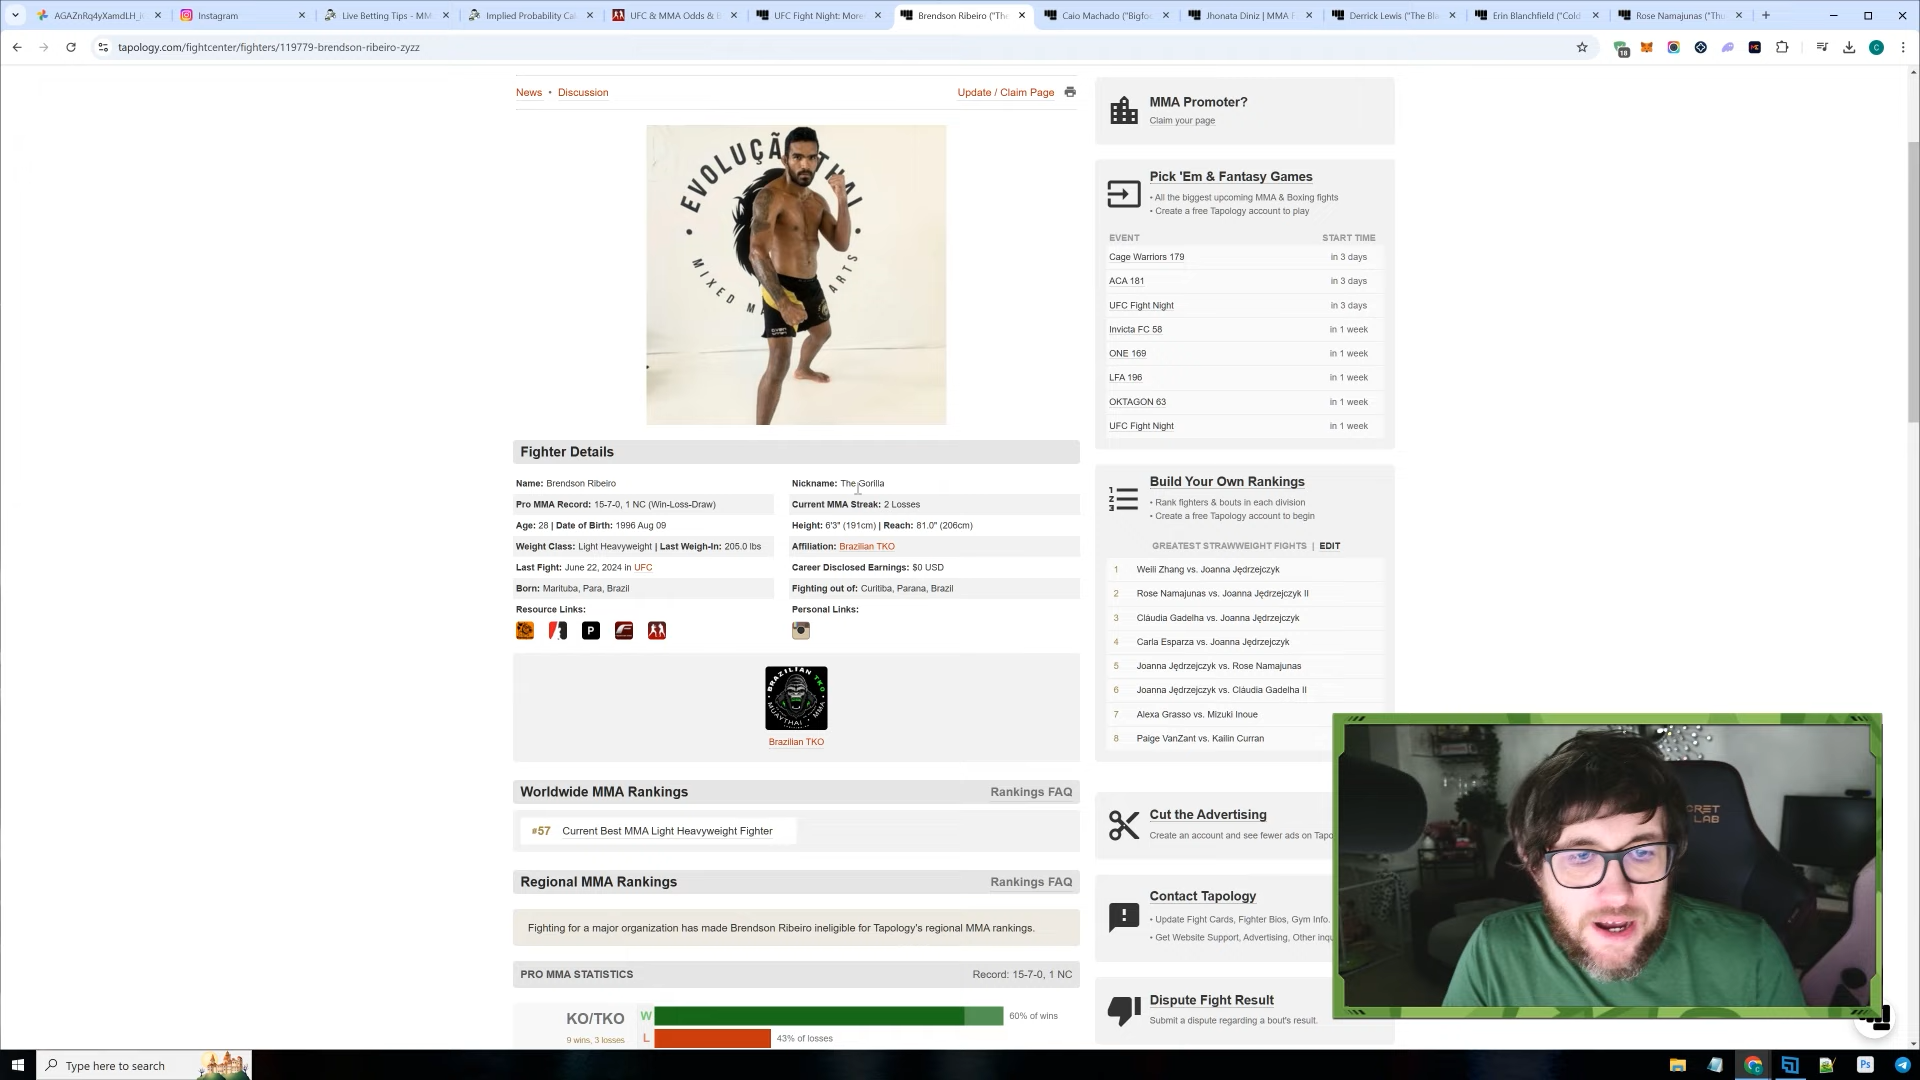 AGAZnRq4yXamdLH_i
Instagram
Live Betting Tips - MM
Implied Probability Ca
UFC & MMA Odds & B
UFC Fight Night: More
Brendson Ribeiro ("The
Caio Machado ("Bigfoo
Jhonata Diniz | MMA F
Derrick Lewis ("The Bla
Erin Blanchfield ("Cold
Rose Namajunas ("Thu
tapology.com/fightcenter/fighters/119779-brendson-ribeiro-zyzz
18
C
News • Discussion
Update / Claim Page
EVOLUÇÃO THAI
MIXED MARTIAL ARTS
Fighter Details
Name: Brendson Ribeiro
Nickname: The Gorilla
Pro MMA Record: 15-7-0, 1 NC (Win-Loss-Draw)
Current MMA Streak: 2 Losses
Age: 28 | Date of Birth: 1996 Aug 09
Height: 6'3" (191cm) | Reach: 81.0" (206cm)
Weight Class: Light Heavyweight | Last Weigh-In: 205.0 lbs
Affiliation: Brazilian TKO
Last Fight: June 22, 2024 in UFC
Career Disclosed Earnings: $0 USD
Born: Marituba, Para, Brazil
Fighting out of: Curitiba, Parana, Brazil
Resource Links:
Personal Links:
P
BRAZILIAN TKO
MUAYTHAI MMA
Brazilian TKO
Worldwide MMA Rankings
Rankings FAQ
#57 Current Best MMA Light Heavyweight Fighter
Regional MMA Rankings
Rankings FAQ
Fighting for a major organization has made Brendson Ribeiro ineligible for Tapology's regional MMA rankings.
PRO MMA STATISTICS
Record: 15-7-0, 1 NC
KO/TKO
9 wins, 3 losses
W
60% of wins
L
43% of losses
MMA Promoter?
Claim your page
Pick 'Em & Fantasy Games
• All the biggest upcoming MMA & Boxing fights
• Create a free Tapology account to play
EVENT START TIME
Cage Warriors 179 in 3 days
ACA 181 in 3 days
UFC Fight Night in 3 days
Invicta FC 58 in 1 week
ONE 169 in 1 week
LFA 196 in 1 week
OKTAGON 63 in 1 week
UFC Fight Night in 1 week
Build Your Own Rankings
• Rank fighters & bouts in each division
• Create a free Tapology account to begin
GREATEST STRAWWEIGHT FIGHTS | EDIT
1 Weili Zhang vs. Joanna Jędrzejczyk
2 Rose Namajunas vs. Joanna Jędrzejczyk II
3 Cláudia Gadelha vs. Joanna Jędrzejczyk
4 Carla Esparza vs. Joanna Jędrzejczyk
5 Joanna Jędrzejczyk vs. Rose Namajunas
6 Joanna Jędrzejczyk vs. Cláudia Gadelha II
7 Alexa Grasso vs. Mizuki Inoue
8 Paige VanZant vs. Kailin Curran
Cut the Advertising
Create an account and see fewer ads on Tapo
Contact Tapology
• Update Fight Cards, Fighter Bios, Gym Info.
• Get Website Support, Advertising, Other inqu
Dispute Fight Result
Submit a dispute regarding a bout's result.
CRET
LAB
Type here to search
Ps